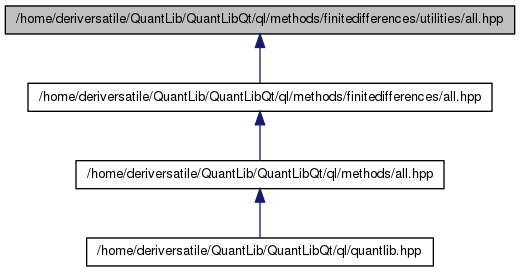 /home/deriversatile/QuantLib/QuantLibQt/ql/methods/finitedifferences/utilities/all.hpp
/home/deriversatile/QuantLib/QuantLibQt/ql/methods/finitedifferences/all.hpp
/home/deriversatile/QuantLib/QuantLibQt/ql/methods/all.hpp
/home/deriversatile/QuantLib/QuantLibQt/ql/quantlib.hpp